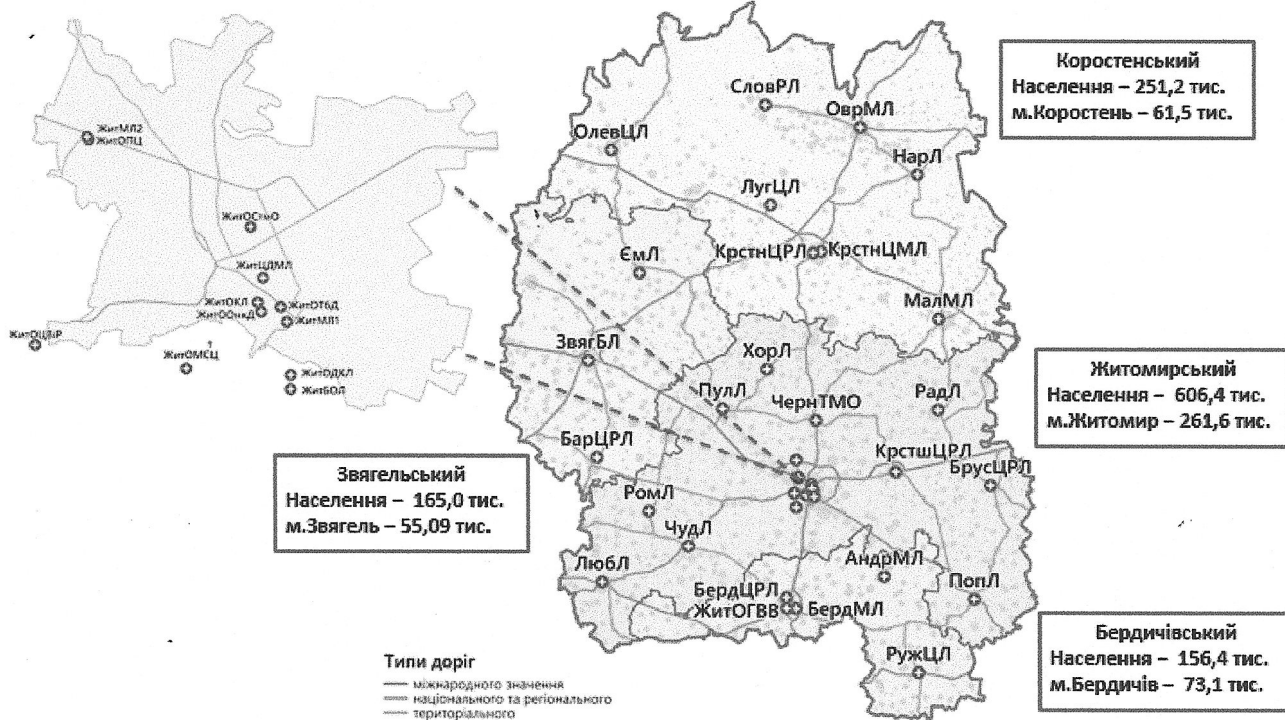 ЖитМЛ2
ЖитОПЦ
ЖитОСтмО
ЖитЦДМЛ
ЖитОКЛ
ЖитООнкД
ЖитОТбД
ЖитМЛ1
ЖитОМСЦ
ЖитОДКЛ
ЖитБОЛ
СловРЛ
ОврМЛ
ОлевЦЛ
НарЛ
ЛугЦЛ
КрстнЦРЛ
КрстнЦМЛ
ЄмЛ
МалМЛ
ЗвягБЛ
ХорЛ
ПулЛ
ЧернТМО
РадЛ
БарЦРЛ
КрстшЦРЛ
БрусЦРЛ
РомЛ
ЧудЛ
ЛюбЛ
АндрМЛ
ПопЛ
БердЦРЛ
ЖитОГВВ
БердМЛ
РужЦЛ
Коростенський
Населення – 251,2 тис.
м.Коростень – 61,5 тис.
Житомирський
Населення – 606,4 тис.
м.Житомир – 261,6 тис.
Звягельський
Населення – 165,0 тис.
м.Звягель – 55,09 тис.
Бердичівський
Населення – 156,4 тис.
м.Бердичів – 73,1 тис.
Типи доріг
міжнародного значення
національного та регіонального
територіального